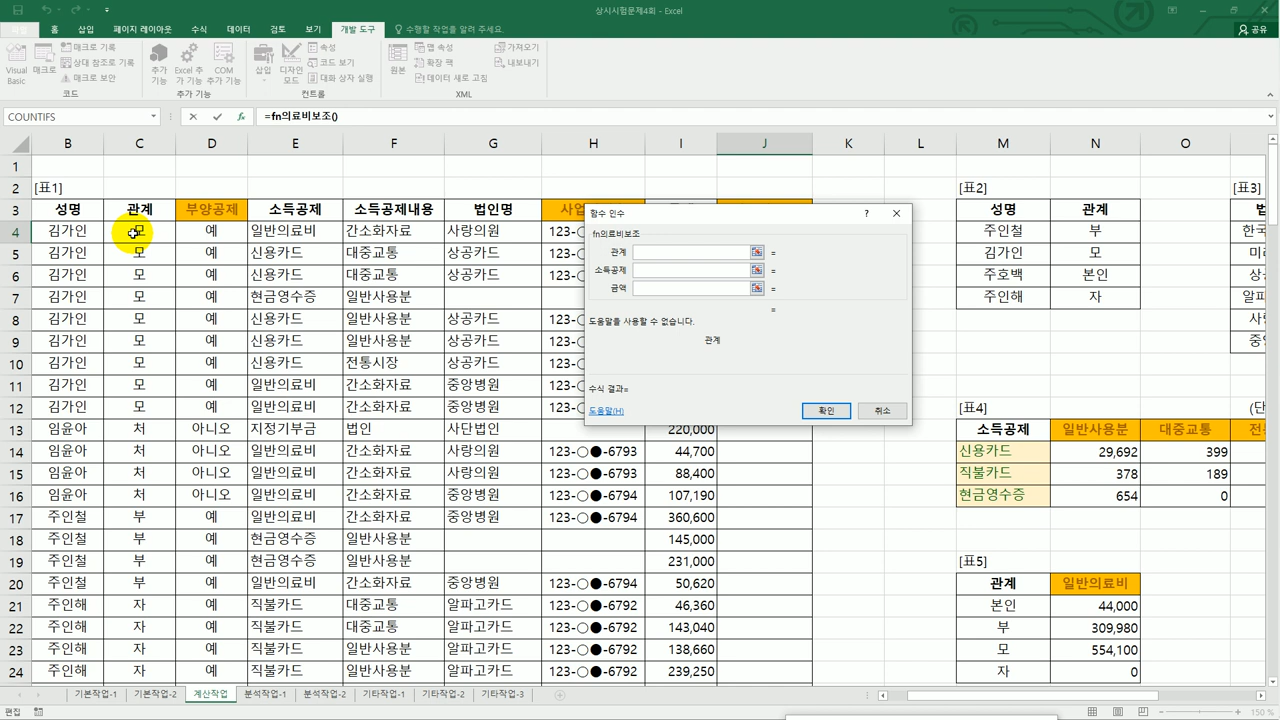 상시시험문제4회 - Excel
홈 삽입 페이지 레이아웃 수식 데이터 검토 보기 개발 도구 수행할 작업을 알려 주세요. 공유
Visual Basic 매크로 매크로 기록 상대 참조로 기록 매크로 보안 추가 기능 Excel 추가 기능 COM 추가 기능 삽입 디자인 모드 속성 코드 보기 대화 상자 실행 원본 맵 속성 확장 팩 데이터 새로 고침 가져오기 내보내기
코드 추가 기능 컨트롤 XML
COUNTIFS =fn의료비보조()
B C D E F G H I J K L M N O
1
2 [표1] [표2] [표3]
3 성명 관계 부양공제 소득공제 소득공제내용 법인명 성명 관계
4 김가인 모 예 일반의료비 간소화자료 사랑의원 주인철 부
5 김가인 모 예 신용카드 대중교통 상공카드 김가인 모
6 김가인 모 예 신용카드 대중교통 상공카드 주호백 본인
7 김가인 모 예 현금영수증 일반사용분 주인해 자
8 김가인 모 예 신용카드 일반사용분 상공카드
9 김가인 모 예 신용카드 일반사용분 상공카드
10 김가인 모 예 신용카드 전통시장 상공카드
11 김가인 모 예 일반의료비 간소화자료 중앙병원
12 김가인 모 예 일반의료비 간소화자료 중앙병원 [표4]
13 임윤아 처 아니오 지정기부금 법인 사단법인 220,000 소득공제 일반사용분 대중교통
14 임윤아 처 아니오 일반의료비 간소화자료 사랑의원 123-○●-6793 44,700 신용카드 29,692 399
15 임윤아 처 아니오 일반의료비 간소화자료 사랑의원 123-○●-6793 88,400 직불카드 378 189
16 임윤아 처 아니오 일반의료비 간소화자료 중앙병원 123-○●-6794 107,190 현금영수증 654 0
17 주인철 부 예 일반의료비 간소화자료 중앙병원 123-○●-6794 360,600
18 주인철 부 예 현금영수증 일반사용분 145,000
19 주인철 부 예 현금영수증 일반사용분 231,000 [표5]
20 주인철 부 예 일반의료비 간소화자료 중앙병원 123-○●-6794 50,620 관계 일반의료비
21 주인해 자 예 직불카드 대중교통 알파고카드 123-○●-6792 46,360 본인 44,000
22 주인해 자 예 직불카드 대중교통 알파고카드 123-○●-6792 143,040 부 309,980
23 주인해 자 예 직불카드 일반사용분 알파고카드 123-○●-6792 138,660 모 554,100
24 주인해 자 예 직불카드 일반사용분 알파고카드 123-○●-6792 239,250 자 0
함수 인수 ?
fn의료비보조
관계 =
소득공제 =
금액 =
=
도움말을 사용할 수 없습니다.
관계
수식 결과=
도움말(H) 확인 취소
기본작업-1 기본작업-2 계산작업 분석작업-1 분석작업-2 기타작업-1 기타작업-2 기타작업-3
편집 150 %